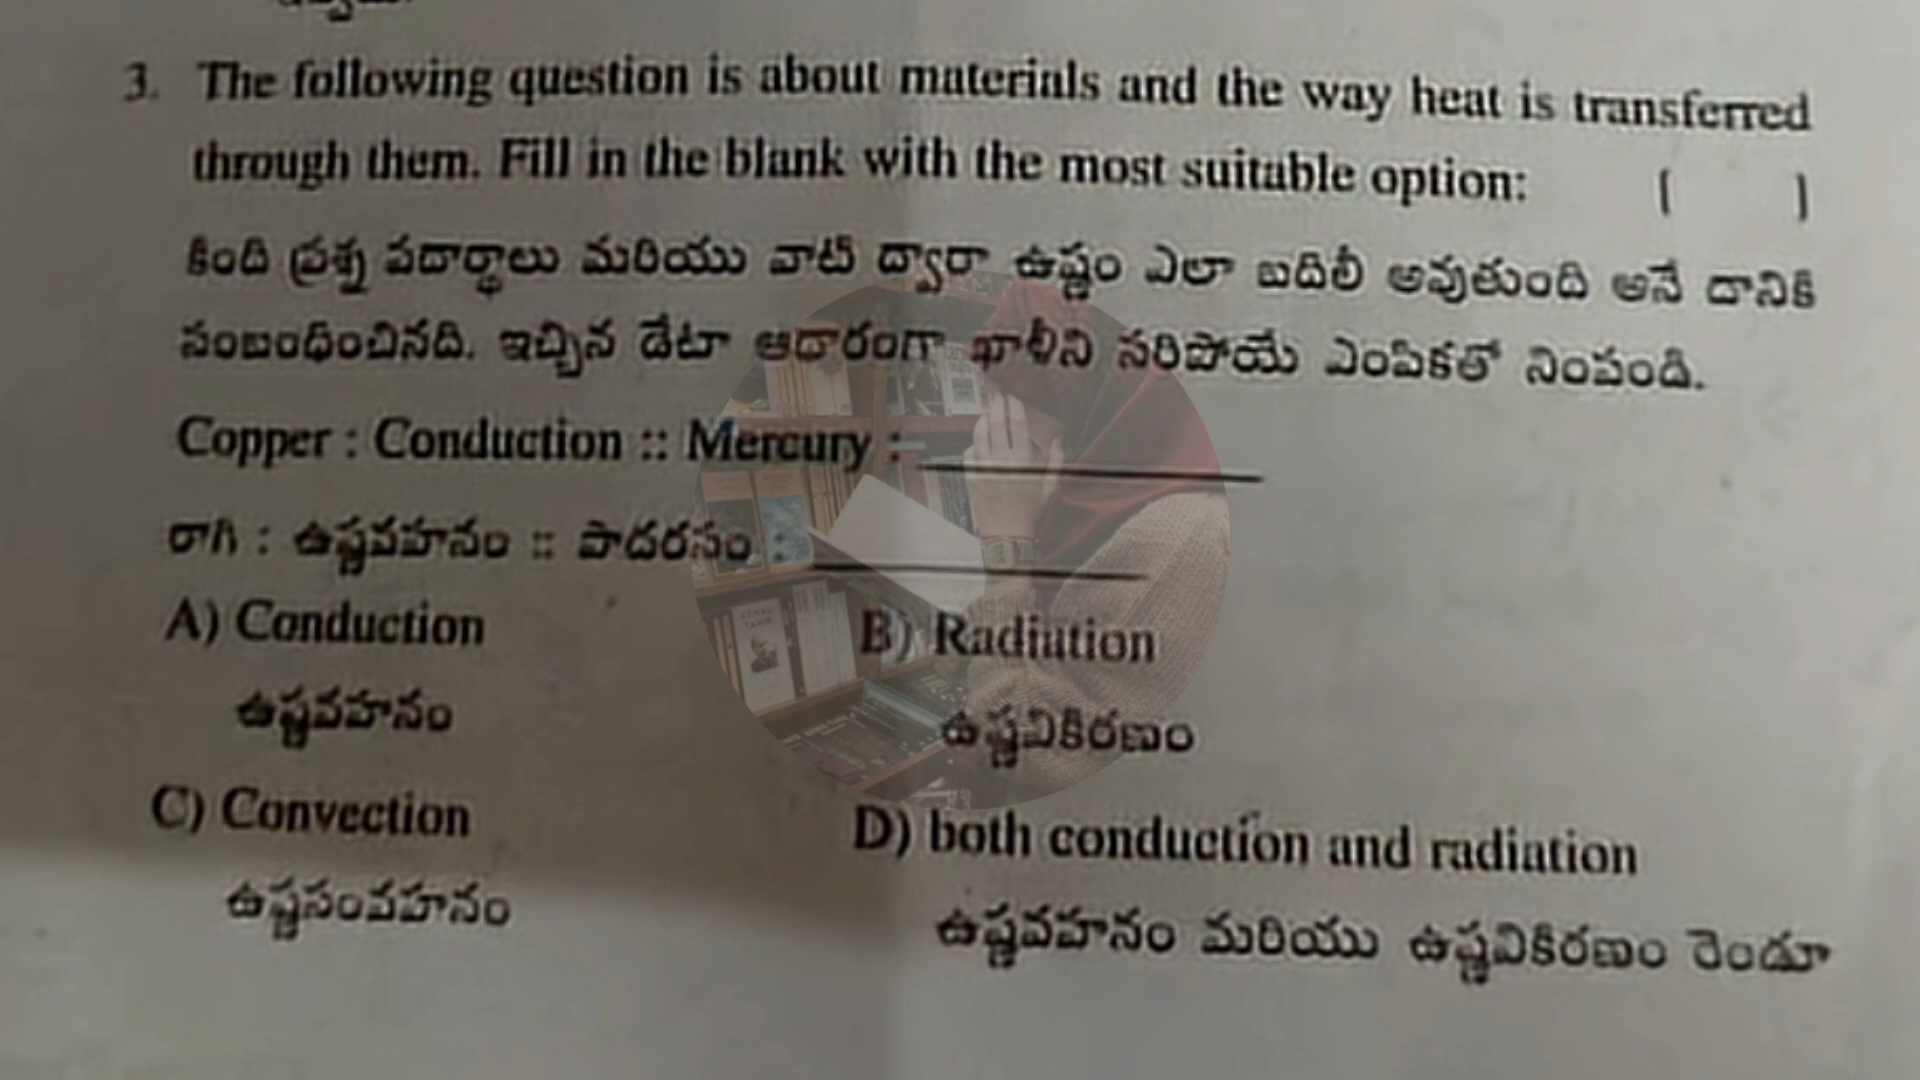 3. The following question is about materials and the way heat is transferred
through them. Fill in the blank with the most suitable option: [ ]
కింది ప్రశ్న పదార్థాలు మరియు వాటి ద్వారా ఉష్ణం ఎలా బదిలీ అవుతుంది అనే దానికి
సంబంధించినది. ఇచ్చిన డేటా ఆదారంగా ఖాళీని సరిపోయే ఎంపికతో నింపండి.
Copper : Conduction :: Mercury : ________
రాగి : ఉష్ణవహనం :: పాదరసం : ________
A) Conduction B) Radiation
ఉష్ణవహనం ఉష్ణవికిరణం
C) Convection D) both conduction and radiation
ఉష్ణసంవహనం ఉష్ణవహనం మరియు ఉష్ణవికిరణం రెండూ